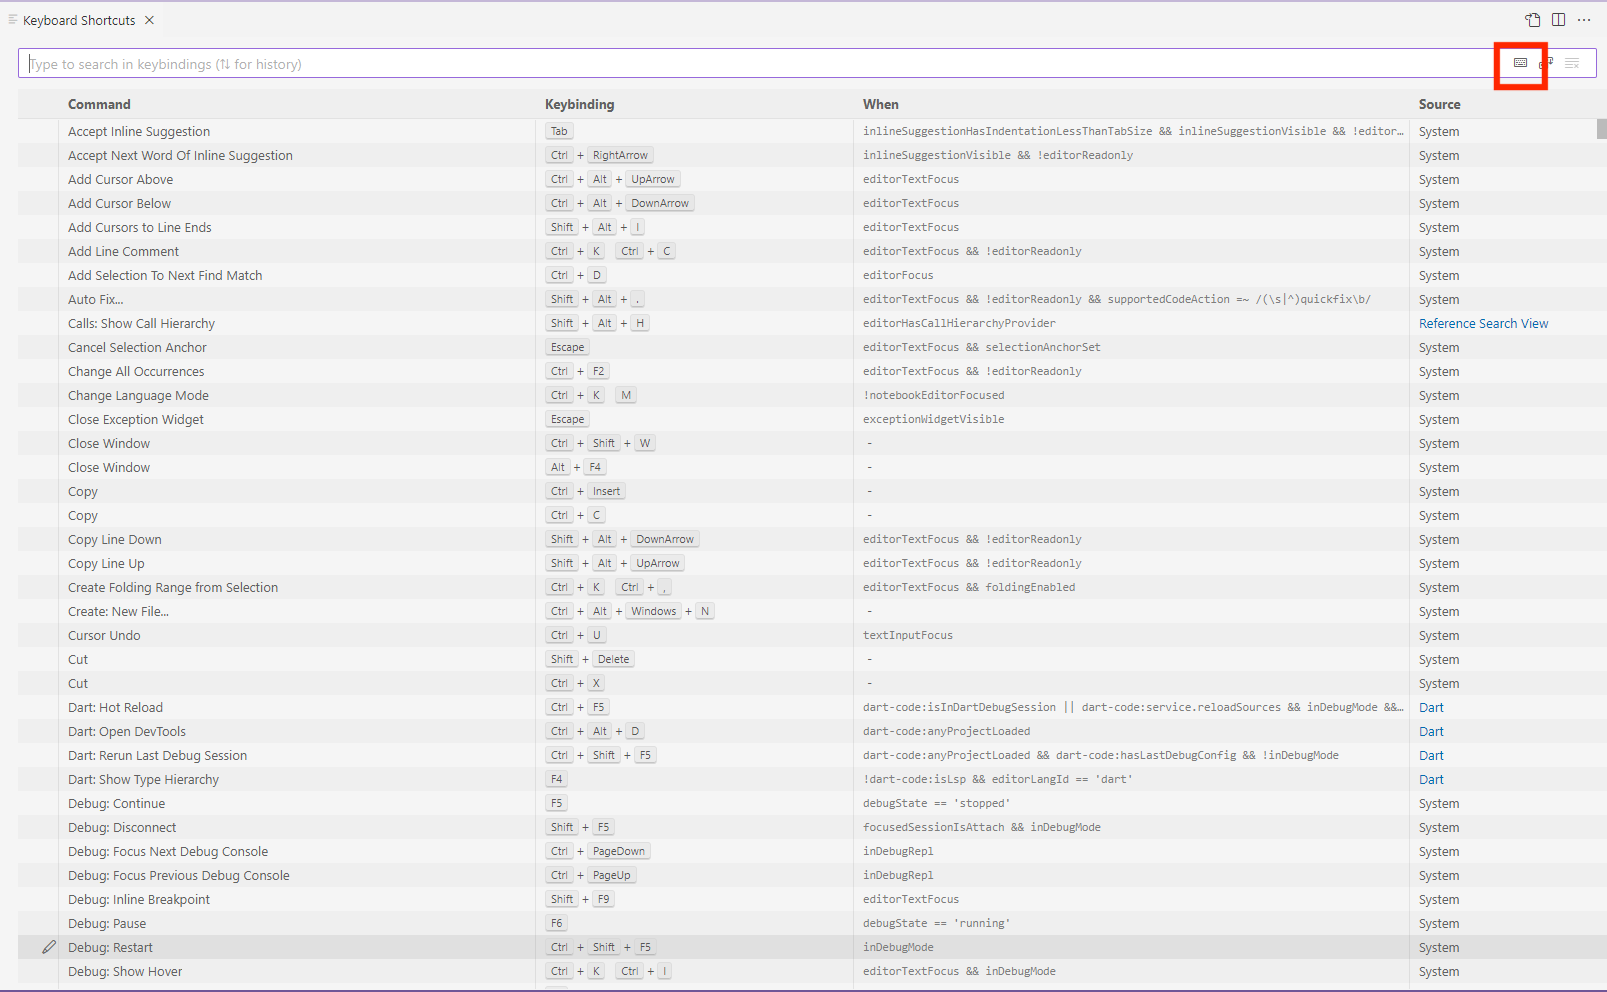 Keyboard Shortcuts
Type to search in keybindings (⇅ for history)
Command Keybinding When Source
Accept Inline Suggestion Tab inlineSuggestionHasIndentationLessThanTabSize && inlineSuggestionVisible && !editor… System
Accept Next Word Of Inline Suggestion Ctrl + RightArrow inlineSuggestionVisible && !editorReadonly System
Add Cursor Above Ctrl + Alt + UpArrow editorTextFocus System
Add Cursor Below Ctrl + Alt + DownArrow editorTextFocus System
Add Cursors to Line Ends Shift + Alt + I editorTextFocus System
Add Line Comment Ctrl + K Ctrl + C editorTextFocus && !editorReadonly System
Add Selection To Next Find Match Ctrl + D editorFocus System
Auto Fix... Shift + Alt + . editorTextFocus && !editorReadonly && supportedCodeAction =~ /(\s|^)quickfix\b/ System
Calls: Show Call Hierarchy Shift + Alt + H editorHasCallHierarchyProvider Reference Search View
Cancel Selection Anchor Escape editorTextFocus && selectionAnchorSet System
Change All Occurrences Ctrl + F2 editorTextFocus && !editorReadonly System
Change Language Mode Ctrl + K M !notebookEditorFocused System
Close Exception Widget Escape exceptionWidgetVisible System
Close Window Ctrl + Shift + W - System
Close Window Alt + F4 - System
Copy Ctrl + Insert - System
Copy Ctrl + C - System
Copy Line Down Shift + Alt + DownArrow editorTextFocus && !editorReadonly System
Copy Line Up Shift + Alt + UpArrow editorTextFocus && !editorReadonly System
Create Folding Range from Selection Ctrl + K Ctrl + , editorTextFocus && foldingEnabled System
Create: New File... Ctrl + Alt + Windows + N - System
Cursor Undo Ctrl + U textInputFocus System
Cut Shift + Delete - System
Cut Ctrl + X - System
Dart: Hot Reload Ctrl + F5 dart-code:isInDartDebugSession || dart-code:service.reloadSources && inDebugMode &&… Dart
Dart: Open DevTools Ctrl + Alt + D dart-code:anyProjectLoaded Dart
Dart: Rerun Last Debug Session Ctrl + Shift + F5 dart-code:anyProjectLoaded && dart-code:hasLastDebugConfig && !inDebugMode Dart
Dart: Show Type Hierarchy F4 !dart-code:isLsp && editorLangId == 'dart' Dart
Debug: Continue F5 debugState == 'stopped' System
Debug: Disconnect Shift + F5 focusedSessionIsAttach && inDebugMode System
Debug: Focus Next Debug Console Ctrl + PageDown inDebugRepl System
Debug: Focus Previous Debug Console Ctrl + PageUp inDebugRepl System
Debug: Inline Breakpoint Shift + F9 editorTextFocus System
Debug: Pause F6 debugState == 'running' System
Debug: Restart Ctrl + Shift + F5 inDebugMode System
Debug: Show Hover Ctrl + K Ctrl + I editorTextFocus && inDebugMode System